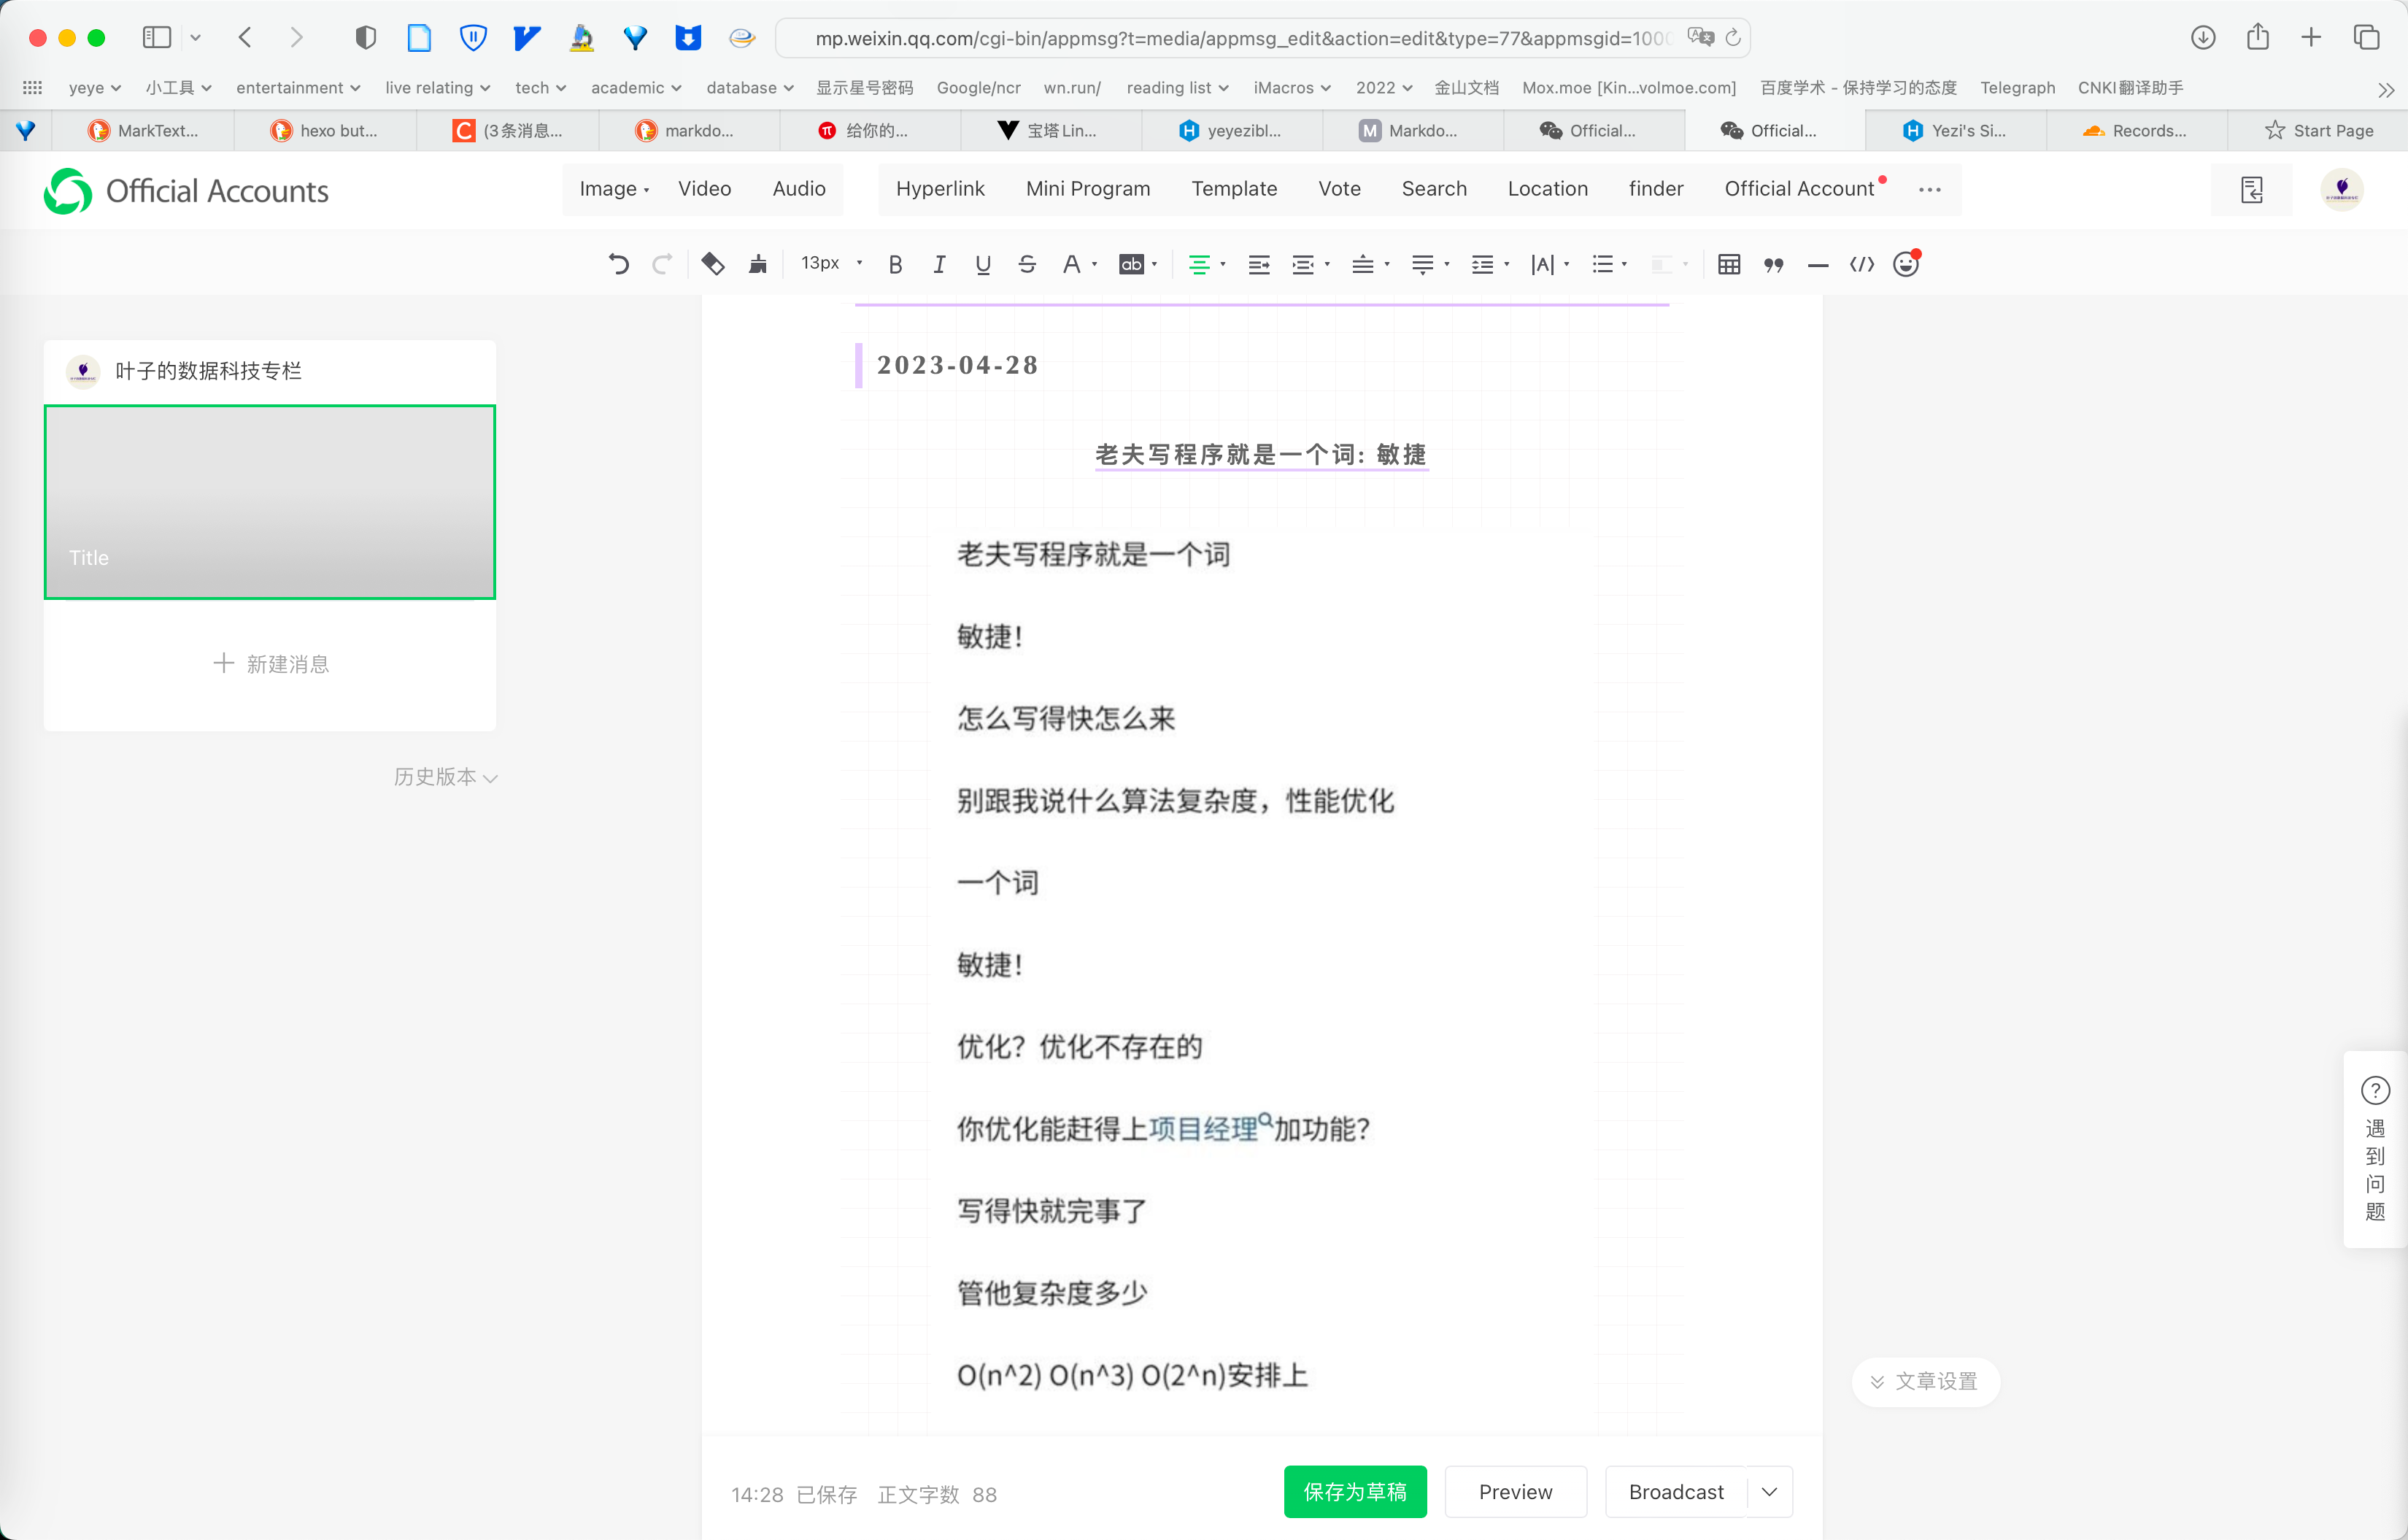 mp.weixin.qq.com/cgi-bin/appmsg?t=media/appmsg_edit&action=edit&type=77&appmsgid=100
yeye 小工具 entertainment live relating tech academic database 显示星号密码 Google/ncr wn.run/ reading list iMacros 2022 金山文档 Mox.moe [Kin...volmoe.com] 百度学术 - 保持学习的态度 Telegraph CNKI翻译助手
MarkText... hexo but... (3条消息... markdo... 给你的... 宝塔Lin... yeyezibl... Markdo... Official... Official... Yezi's Si... Records... Start Page
Official Accounts Image Video Audio Hyperlink Mini Program Template Vote Search Location finder Official Account ...
13px
叶子的数据科技专栏
Title
新建消息
历史版本
2023-04-28
老夫写程序就是一个词: 敏捷
老夫写程序就是一个词
敏捷！
怎么写得快怎么来
别跟我说什么算法复杂度，性能优化
一个词
敏捷！
优化？优化不存在的
你优化能赶得上项目经理加功能？
写得快就完事了
管他复杂度多少
O(n^2) O(n^3) O(2^n)安排上
遇到问题
文章设置
14:28 已保存 正文字数 88
保存为草稿 Preview Broadcast